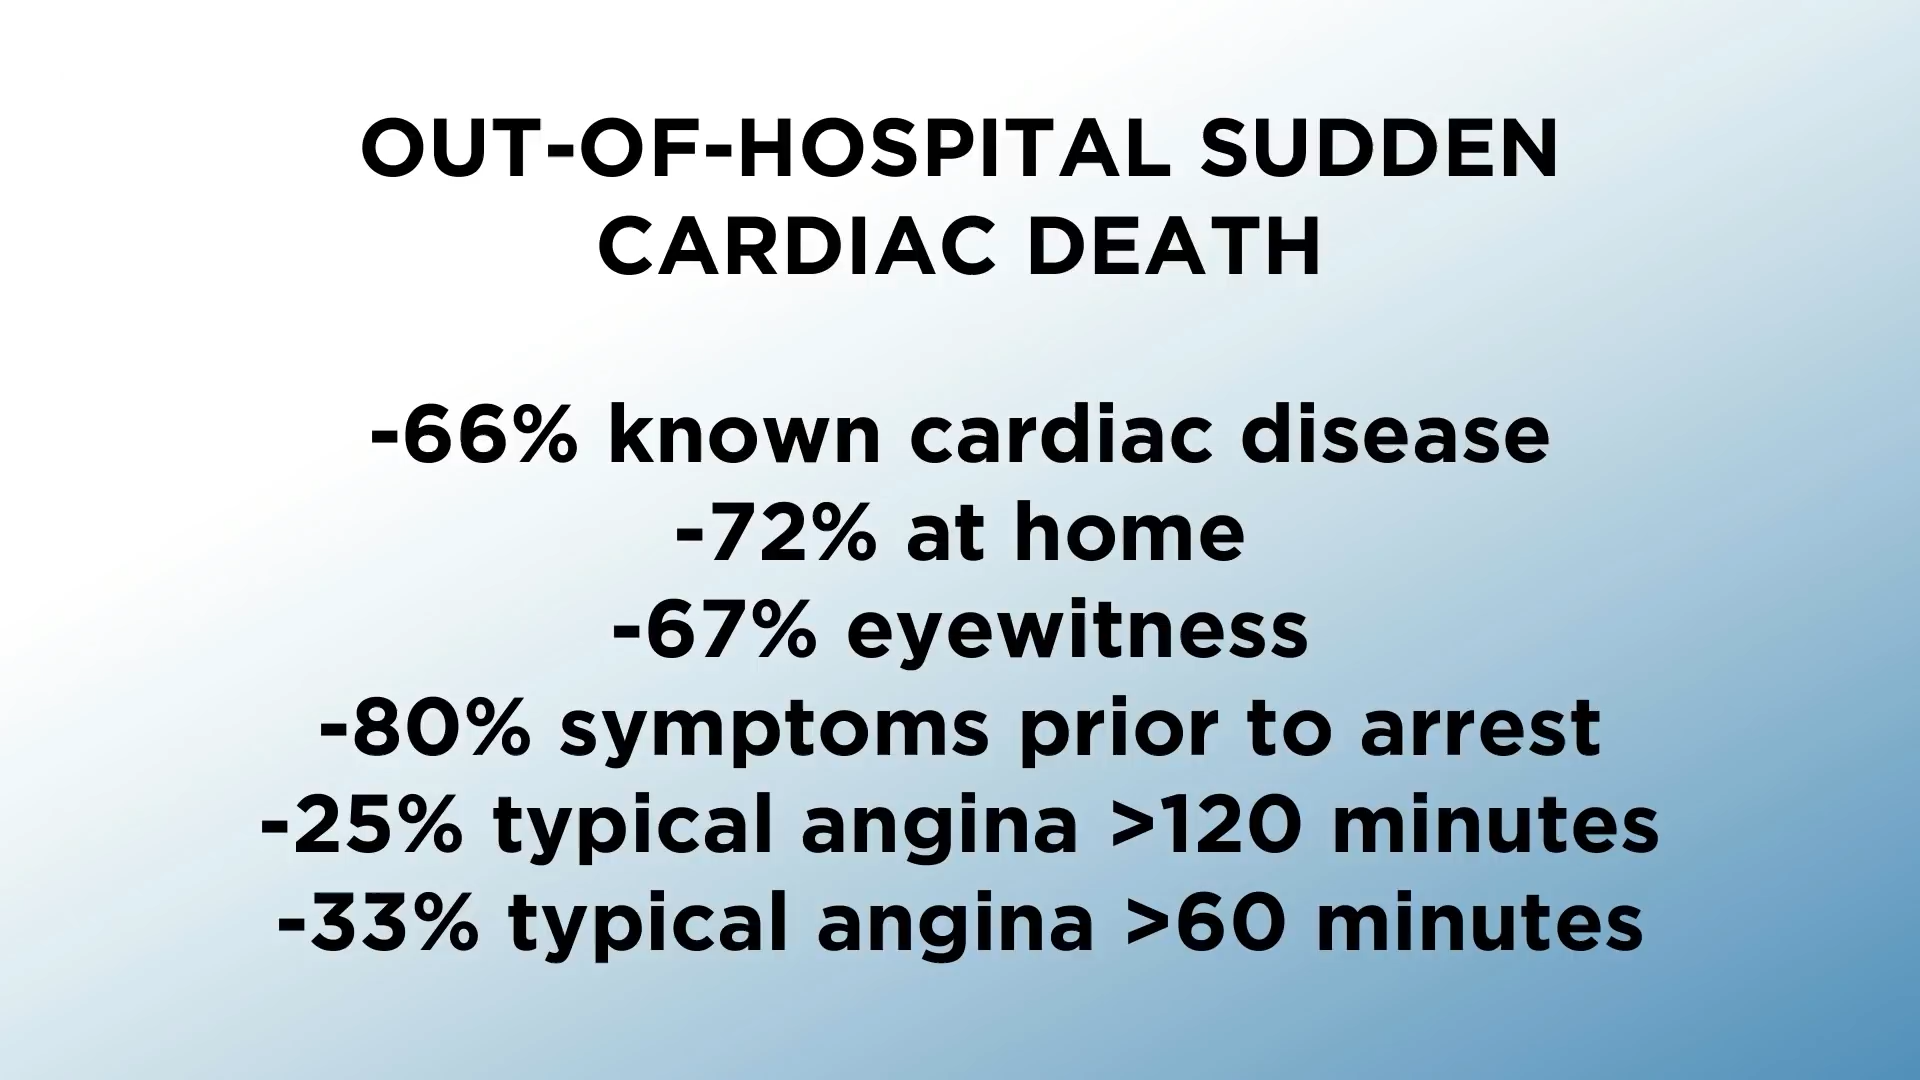 OUT-OF-HOSPITAL SUDDEN
CARDIAC DEATH
-66% known cardiac disease
-72% at home
-67% eyewitness
-80% symptoms prior to arrest
-25% typical angina >120 minutes
-33% typical angina >60 minutes